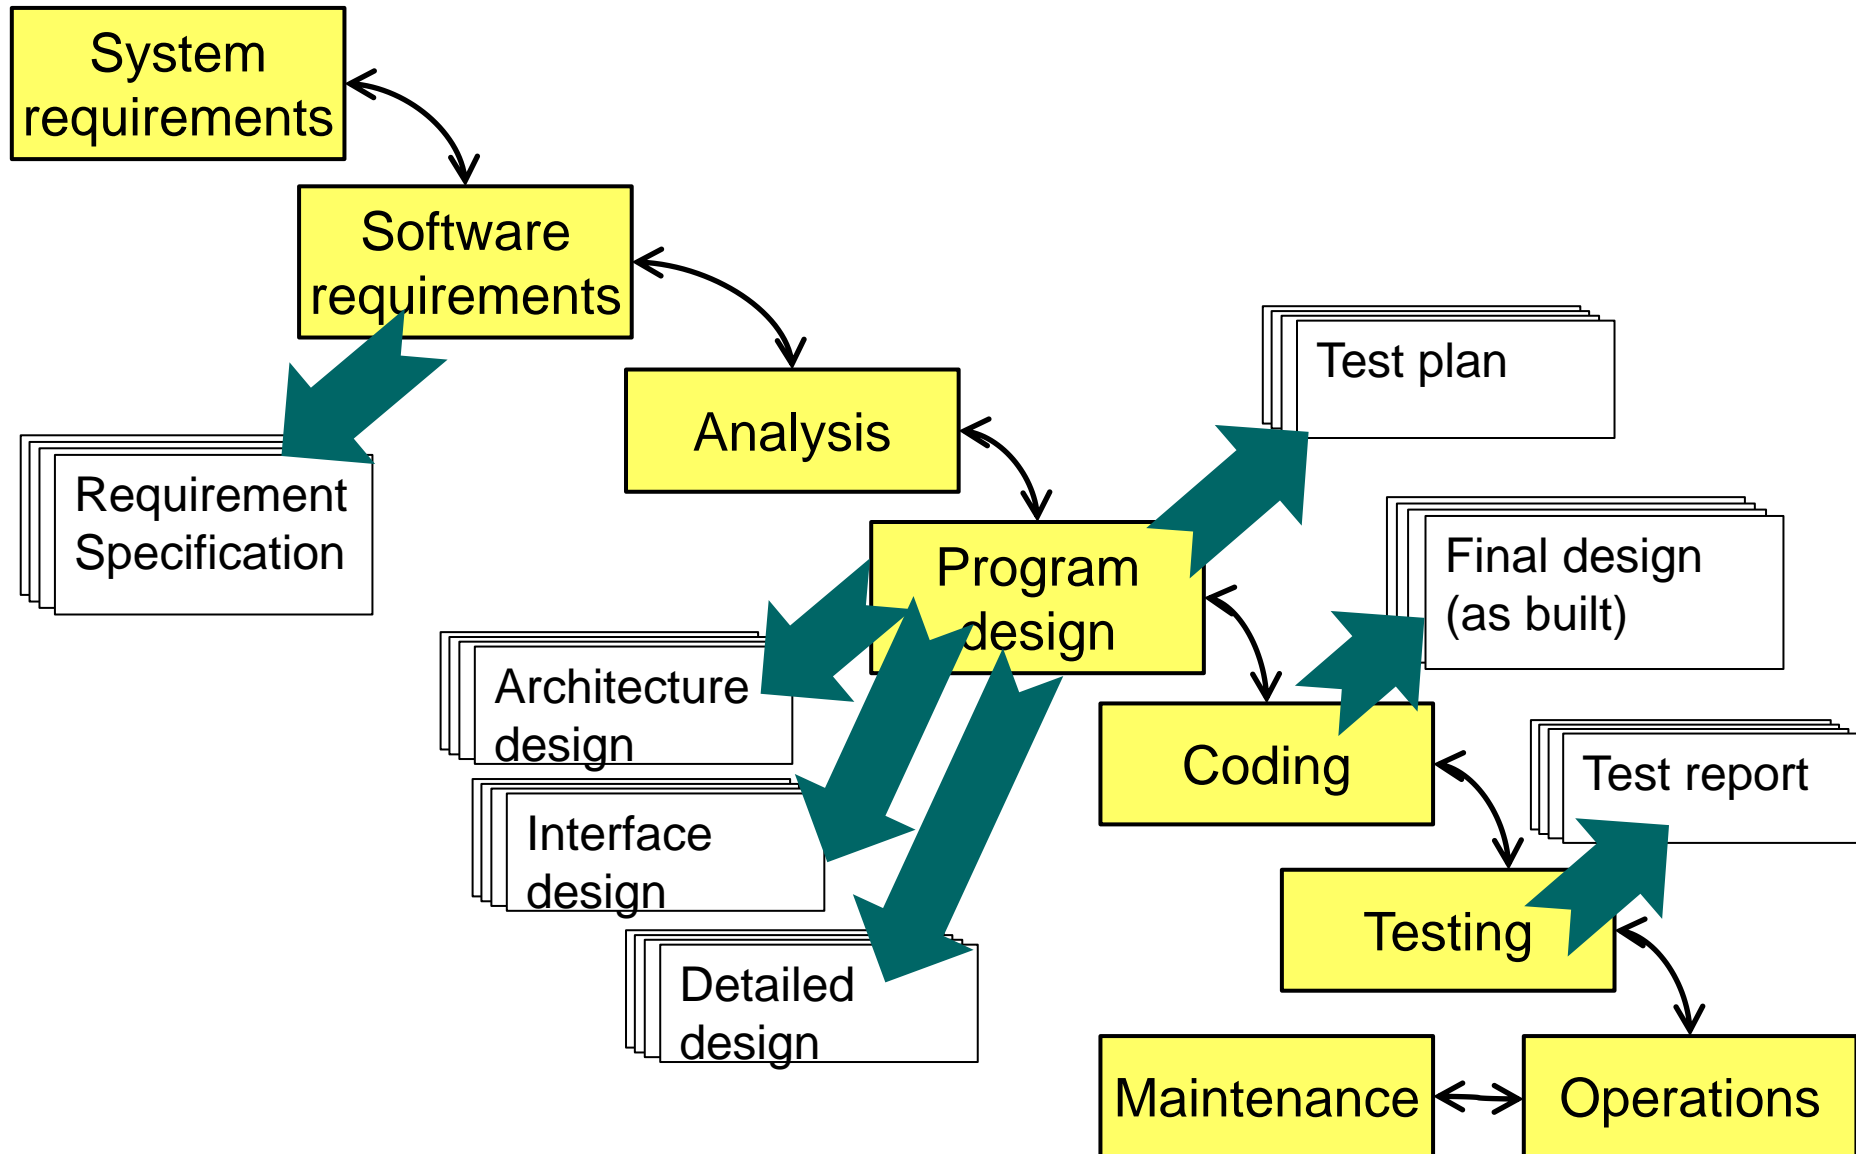 System
requirements
Software
requirements
Analysis
Test plan
Requirement
Specification
Program
design
Final design
(as built)
Architecture
design
Coding
Test report
Interface
design
Testing
Detailed
design
Maintenance
Operations